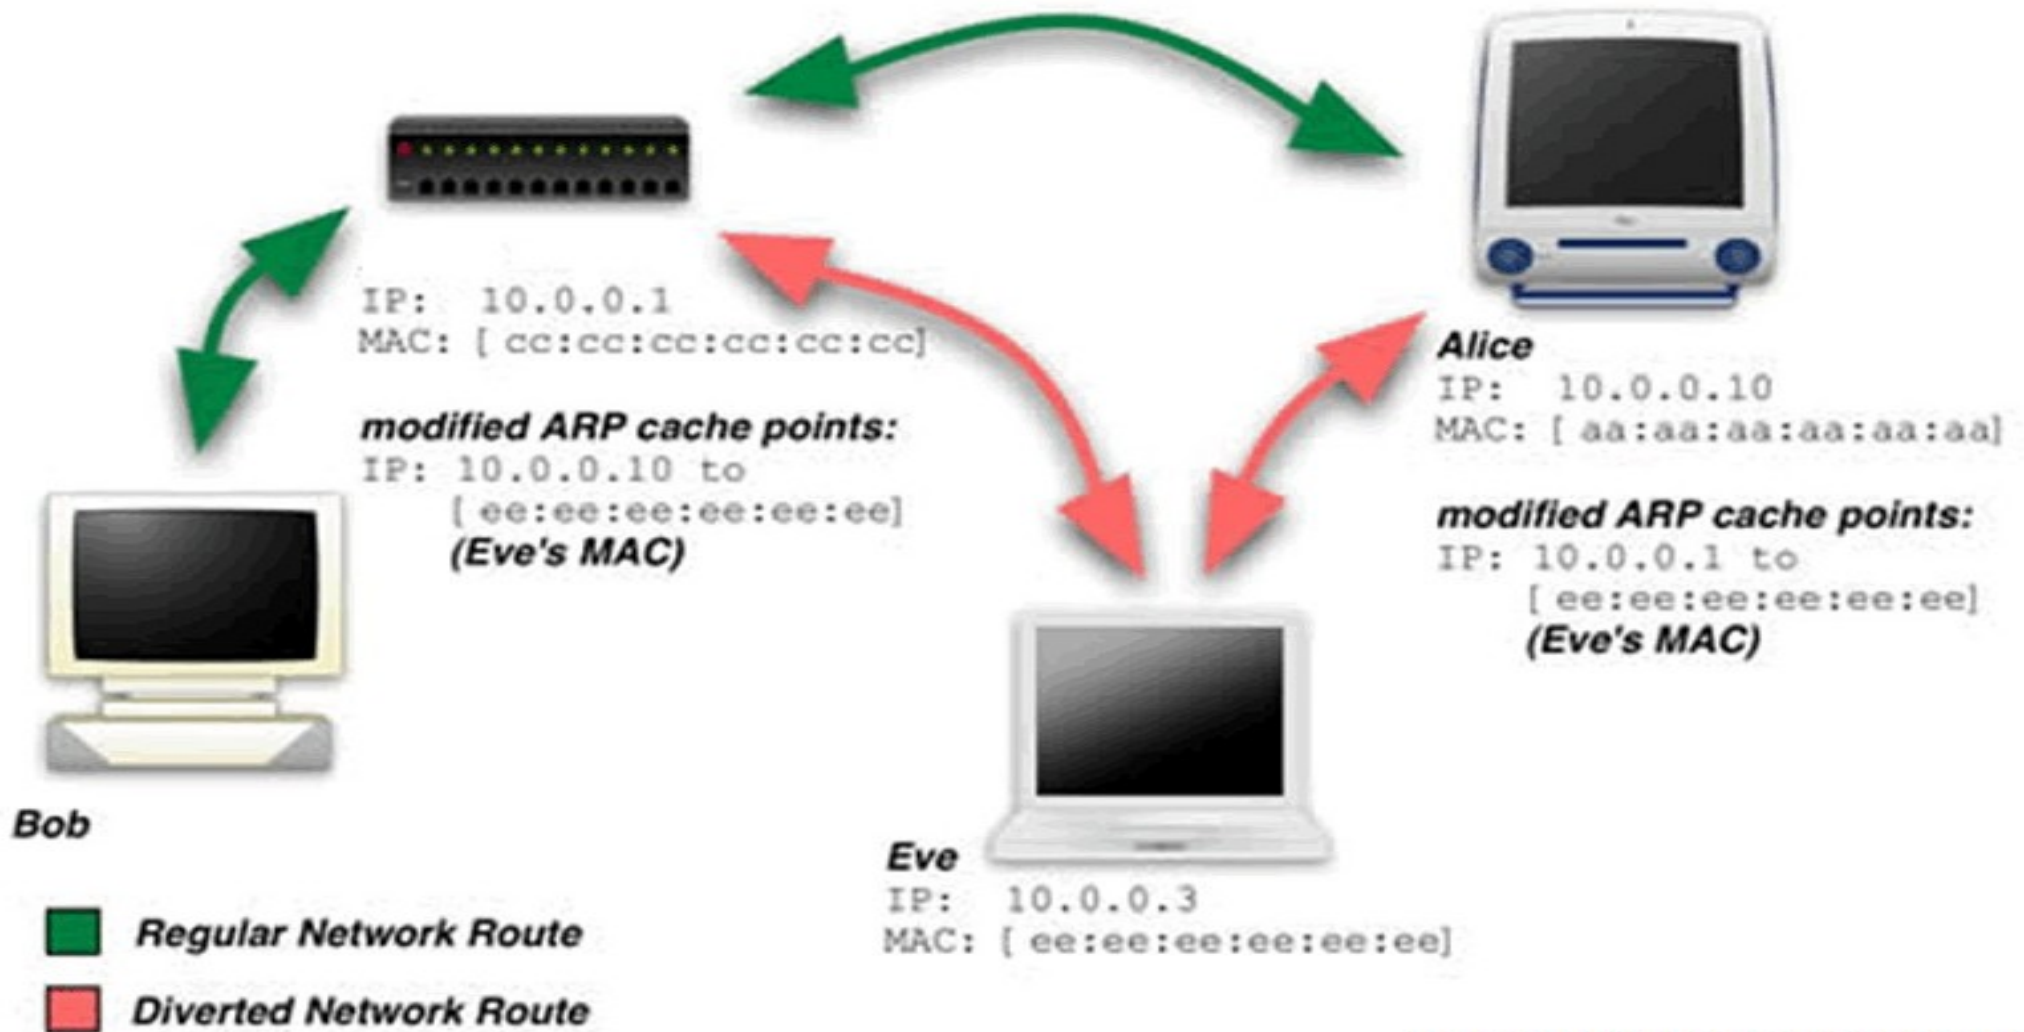 IP: 10.0.0.1
MAC: [ cc:cc:cc:cc:cc:cc]
modified ARP cache points:
IP: 10.0.0.10 to
[ ee:ee:ee:ee:ee:ee]
(Eve's MAC)
Alice
IP: 10.0.0.10
MAC: [ aa:aa:aa:aa:aa:aa]
modified ARP cache points:
IP: 10.0.0.1 to
[ ee:ee:ee:ee:ee:ee]
(Eve's MAC)
Bob
Eve
IP: 10.0.0.3
MAC: [ ee:ee:ee:ee:ee:ee]
Regular Network Route
Diverted Network Route